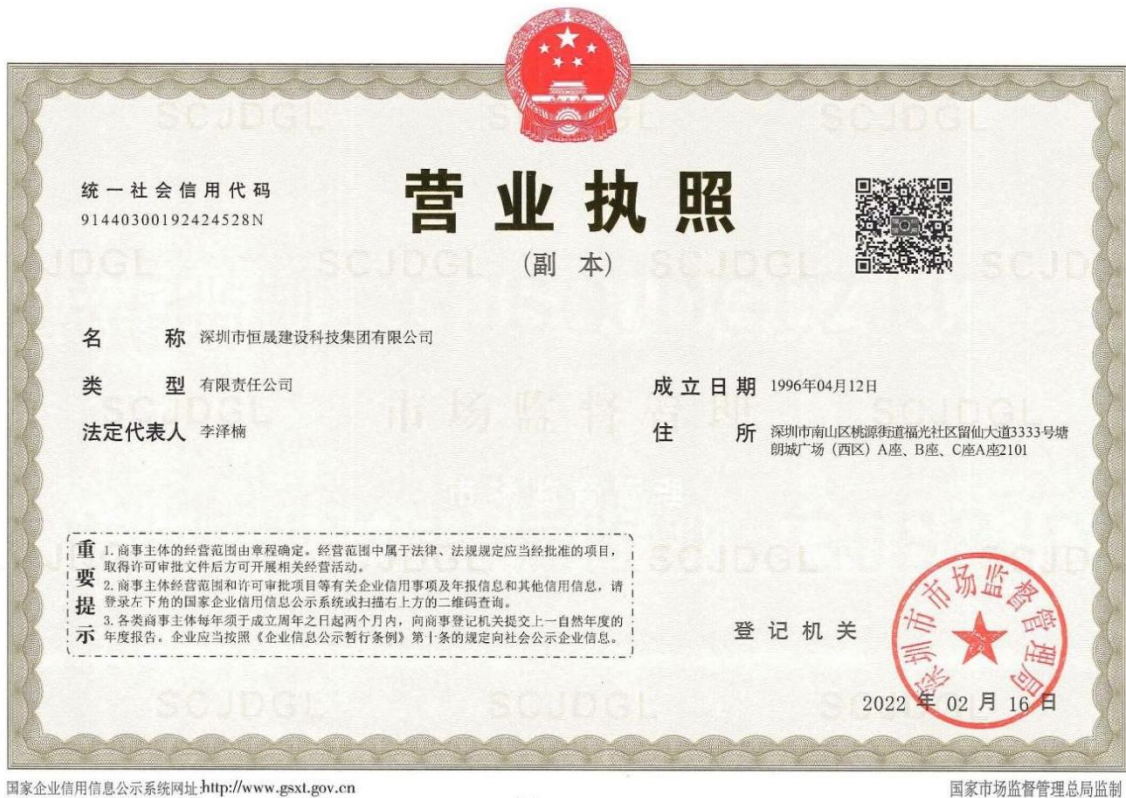 统一社会信用代码
91440300192424528N
营业执照
(副 本)
名 称 深圳市恒晟建设科技集团有限公司
类 型 有限责任公司
成立日期 1996年04月12日
法定代表人 李泽楠
住 所 深圳市南山区桃源街道福光社区留仙大道3333号塘
朗城广场（西区）A座、B座、C座A座2101
重要提示
1. 商事主体的经营范围由章程确定。经营范围中属于法律、法规规定应当经批准的项目，
取得许可审批文件后方可开展相关经营活动。
2. 商事主体经营范围和许可审批项目等有关企业信用事项及年报信息和其他信用信息，请
登录左下角的国家企业信用信息公示系统或扫描右上方的二维码查询。
3. 各类商事主体每年须于成立周年之日起两个月内，向商事登记机关提交上一自然年度的
年度报告。企业应当按照《企业信息公示暂行条例》第十条的规定向社会公示企业信息。
登记机关
深圳市市场监督管理局
2022 年 02 月 16 日
国家企业信用信息公示系统网址:http://www.gsxt.gov.cn
国家市场监督管理总局监制
SCJDGL